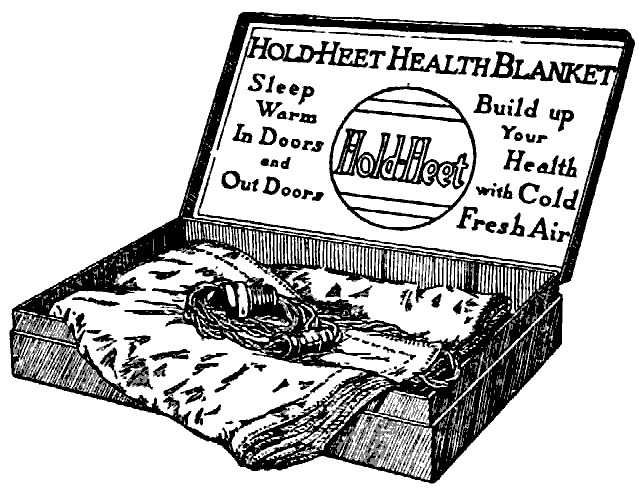 HOLD-HEET HEALTH BLANKET
Sleep
Warm
In Doors
and
Out Doors
Hold-Heet
Build up
Your
Health
with Cold
Fresh Air